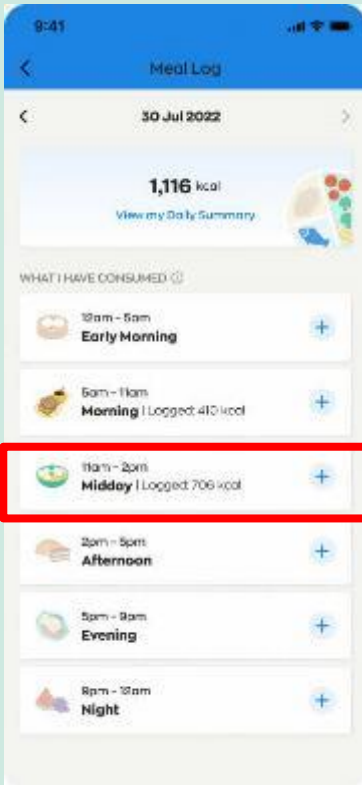 9:41
Meal Log
30 Jul 2022
1,116 kcal
View my Daily Summary
WHAT I HAVE CONSUMED
12am - 5am
Early Morning
5am - 11am
Morning | Logged: 410 kcal
11am - 2pm
Midday | Logged: 706 kcal
2pm - 5pm
Afternoon
5pm - 9pm
Evening
9pm - 12am
Night